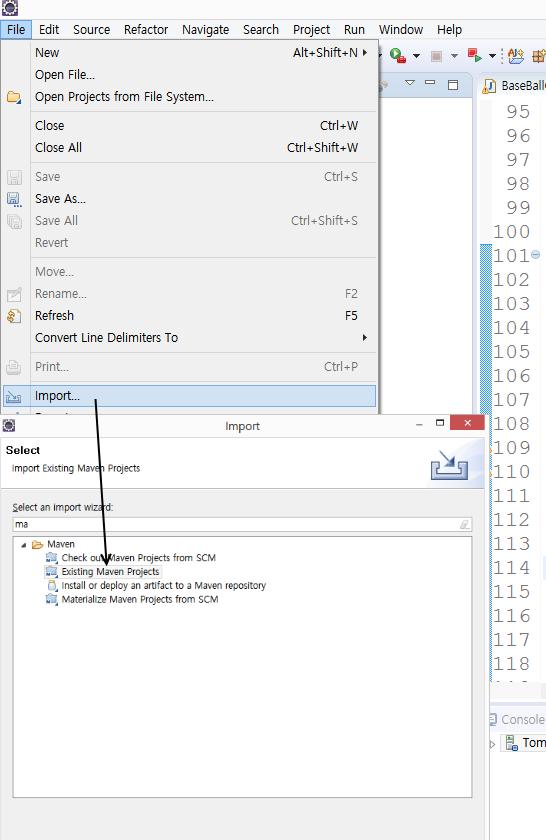 File Edit Source Refactor Navigate Search Project Run Window Help
New Alt+Shift+N
Open File...
Open Projects from File System...
Close Ctrl+W
Close All Ctrl+Shift+W
Save Ctrl+S
Save As...
Save All Ctrl+Shift+S
Revert
Move...
Rename... F2
Refresh F5
Convert Line Delimiters To
Print... Ctrl+P
Import...
95
96
97
98
99
100
101
102
103
104
105
106
107
108
109
110
111
112
113
114
115
116
117
118
Console
Import
Select
Import Existing Maven Projects
Select an import wizard:
ma
Maven
Check out Maven Projects from SCM
Existing Maven Projects
Install or deploy an artifact to a Maven repository
Materialize Maven Projects from SCM